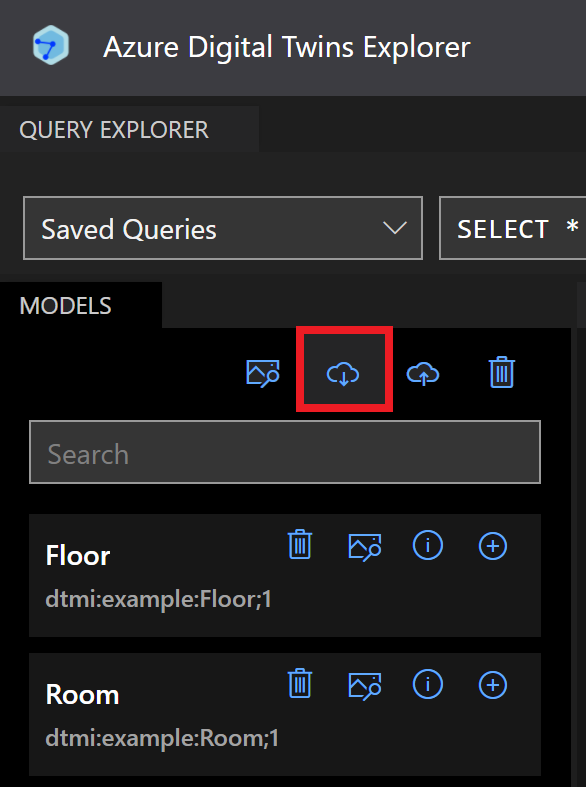 Azure Digital Twins Explorer
QUERY EXPLORER
Saved Queries
SELECT *
MODELS
Search
Floor
dtmi:example:Floor;1
Room
dtmi:example:Room;1